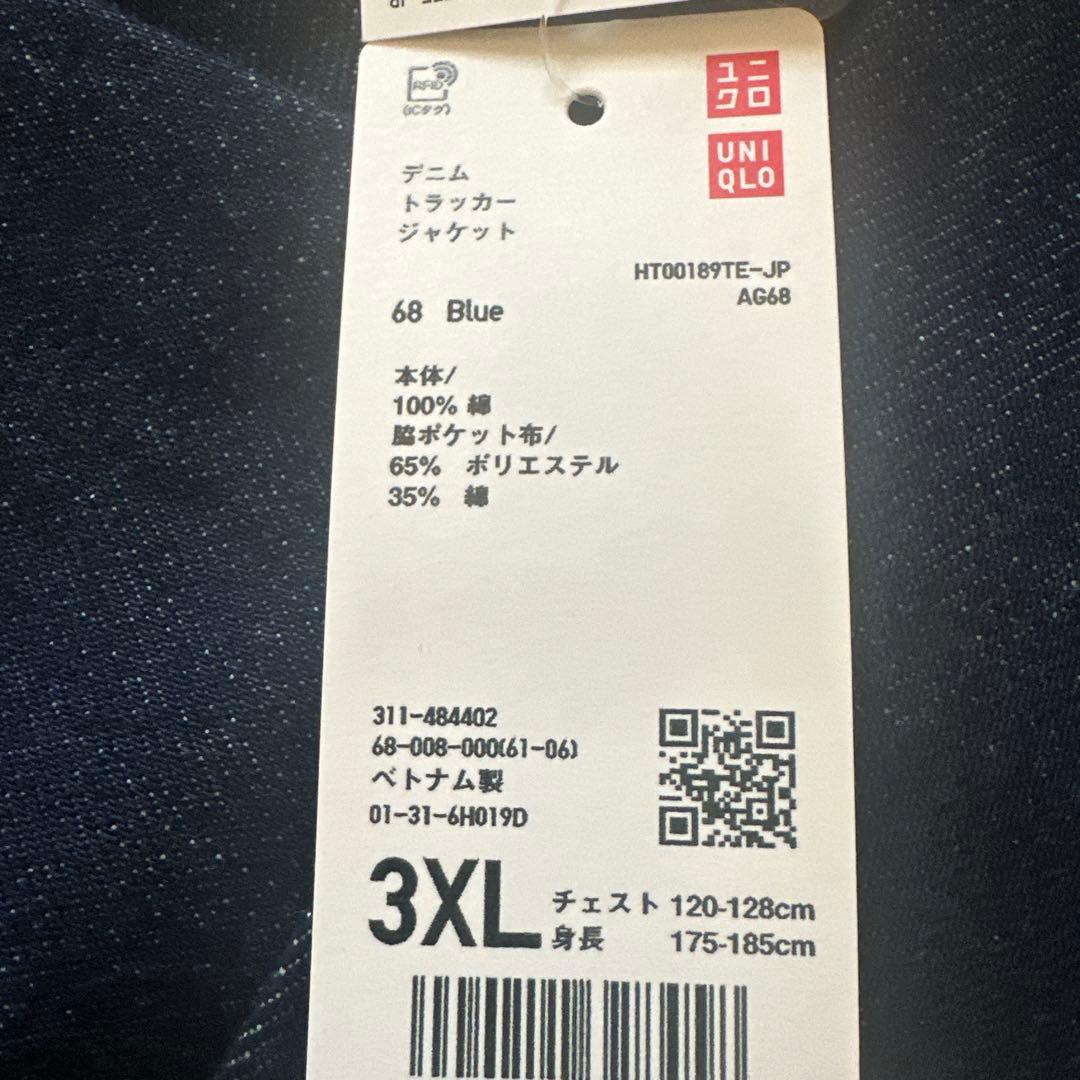 RFID
(ICタグ)
ユニ
クロ
UNI
QLO
デニム
トラッカー
ジャケット
HT00189TE-JP
AG68
68 Blue
本体/
100% 綿
脇ポケット布/
65% ポリエステル
35% 綿
311-484402
68-008-000(61-06)
ベトナム製
01-31-6H019D
3XL
チェスト 120-128cm
身長 175-185cm